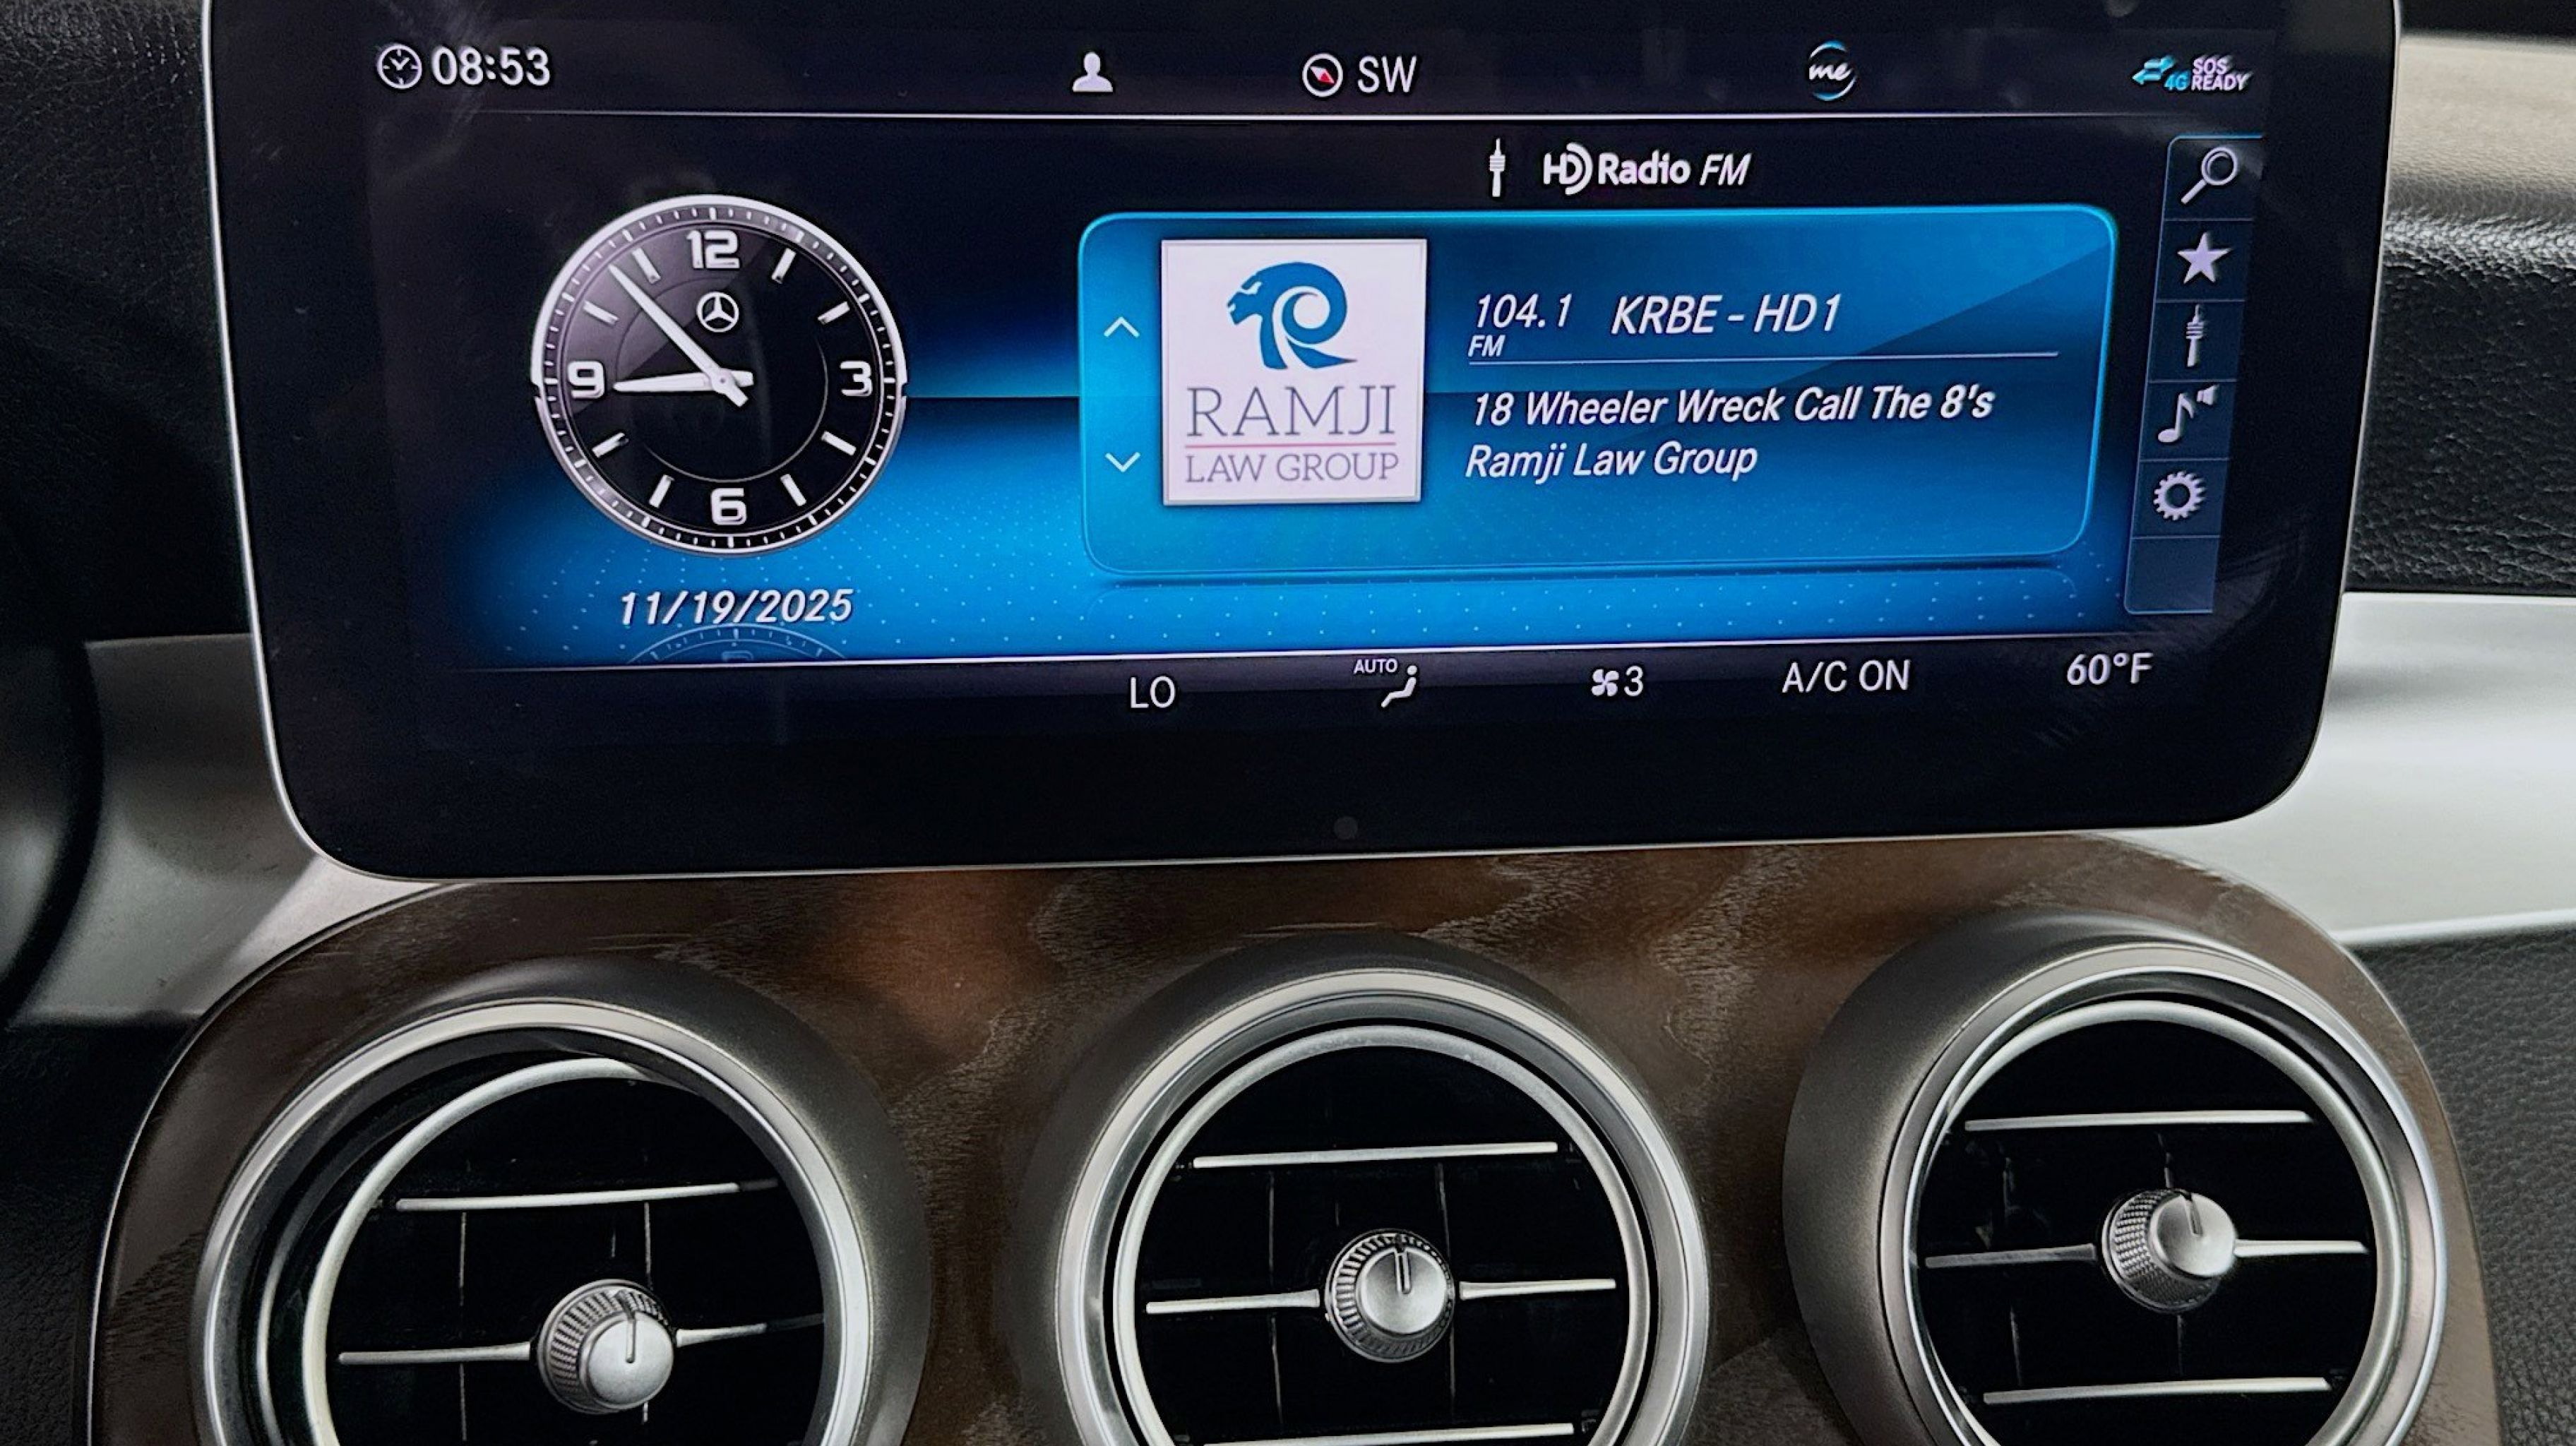 08:53
SW
me
4G SOS READY
HD Radio FM
12
3
6
9
11/19/2025
RAMJI
LAW GROUP
104.1 KRBE - HD1
FM
18 Wheeler Wreck Call The 8's
Ramji Law Group
LO
AUTO
3
A/C ON
60°F